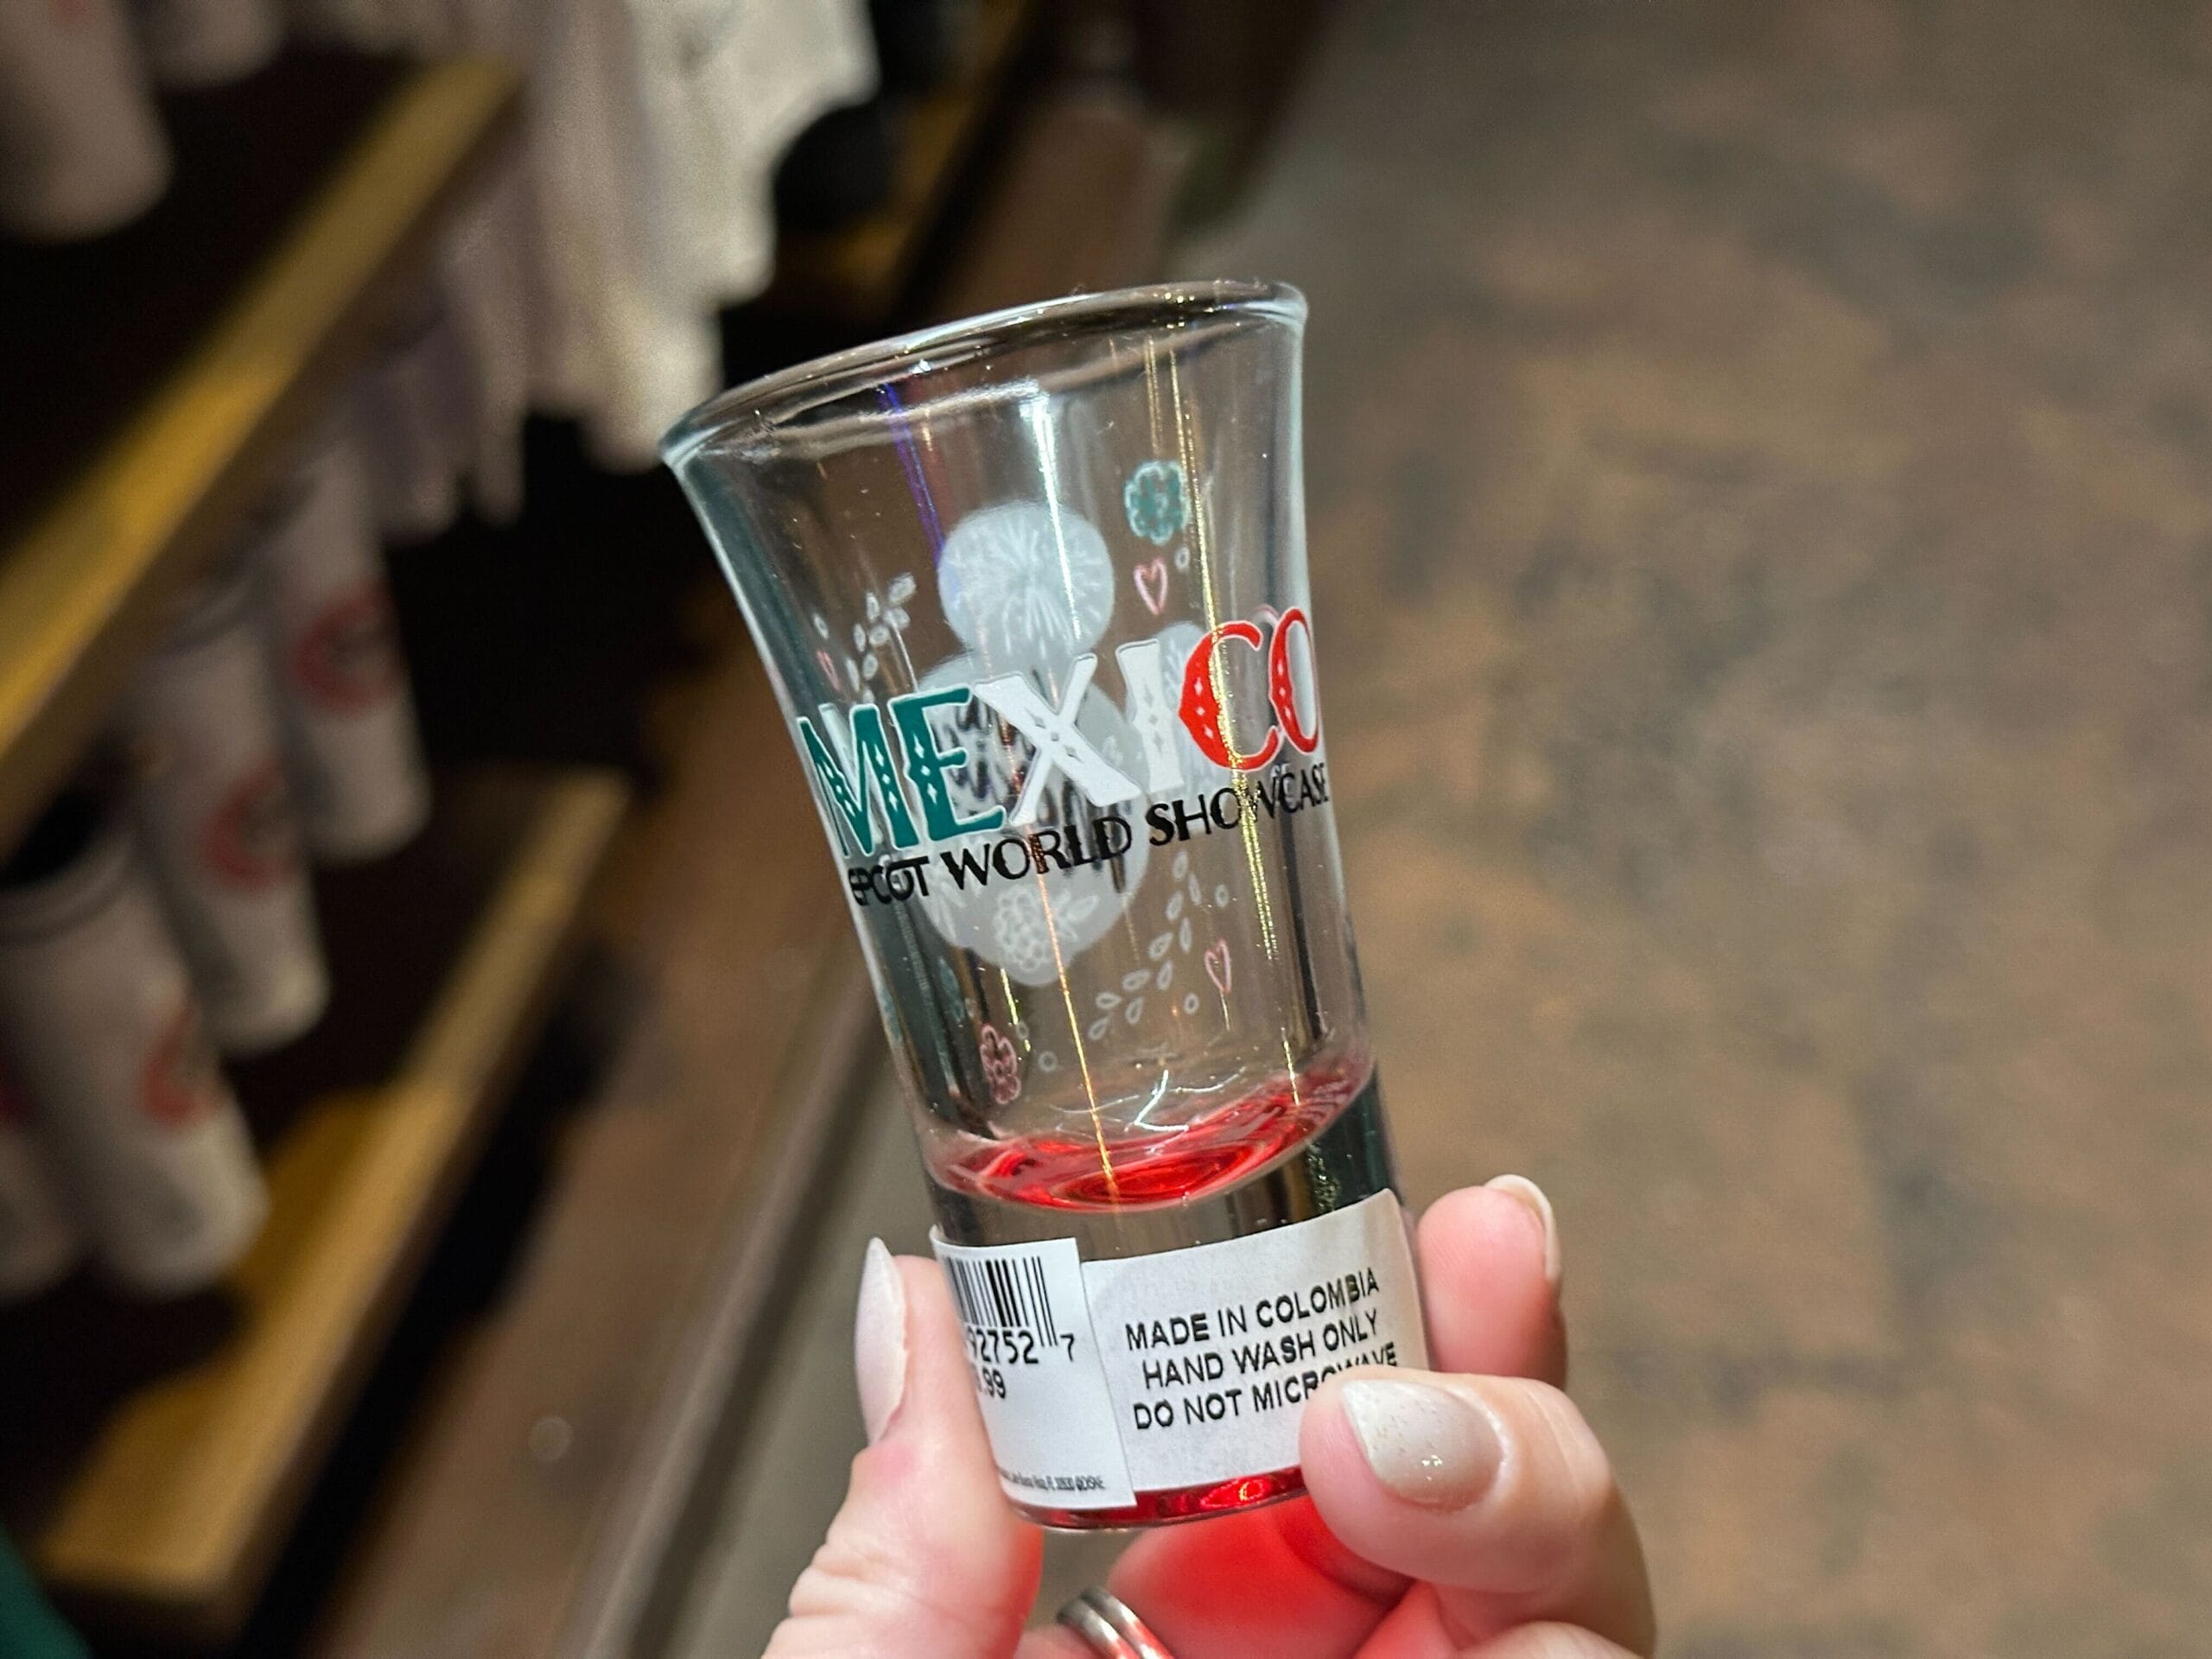 MEXICO
EPCOT WORLD SHOWCASE
92752 7
.99
MADE IN COLOMBIA
HAND WASH ONLY
DO NOT MICROWAVE